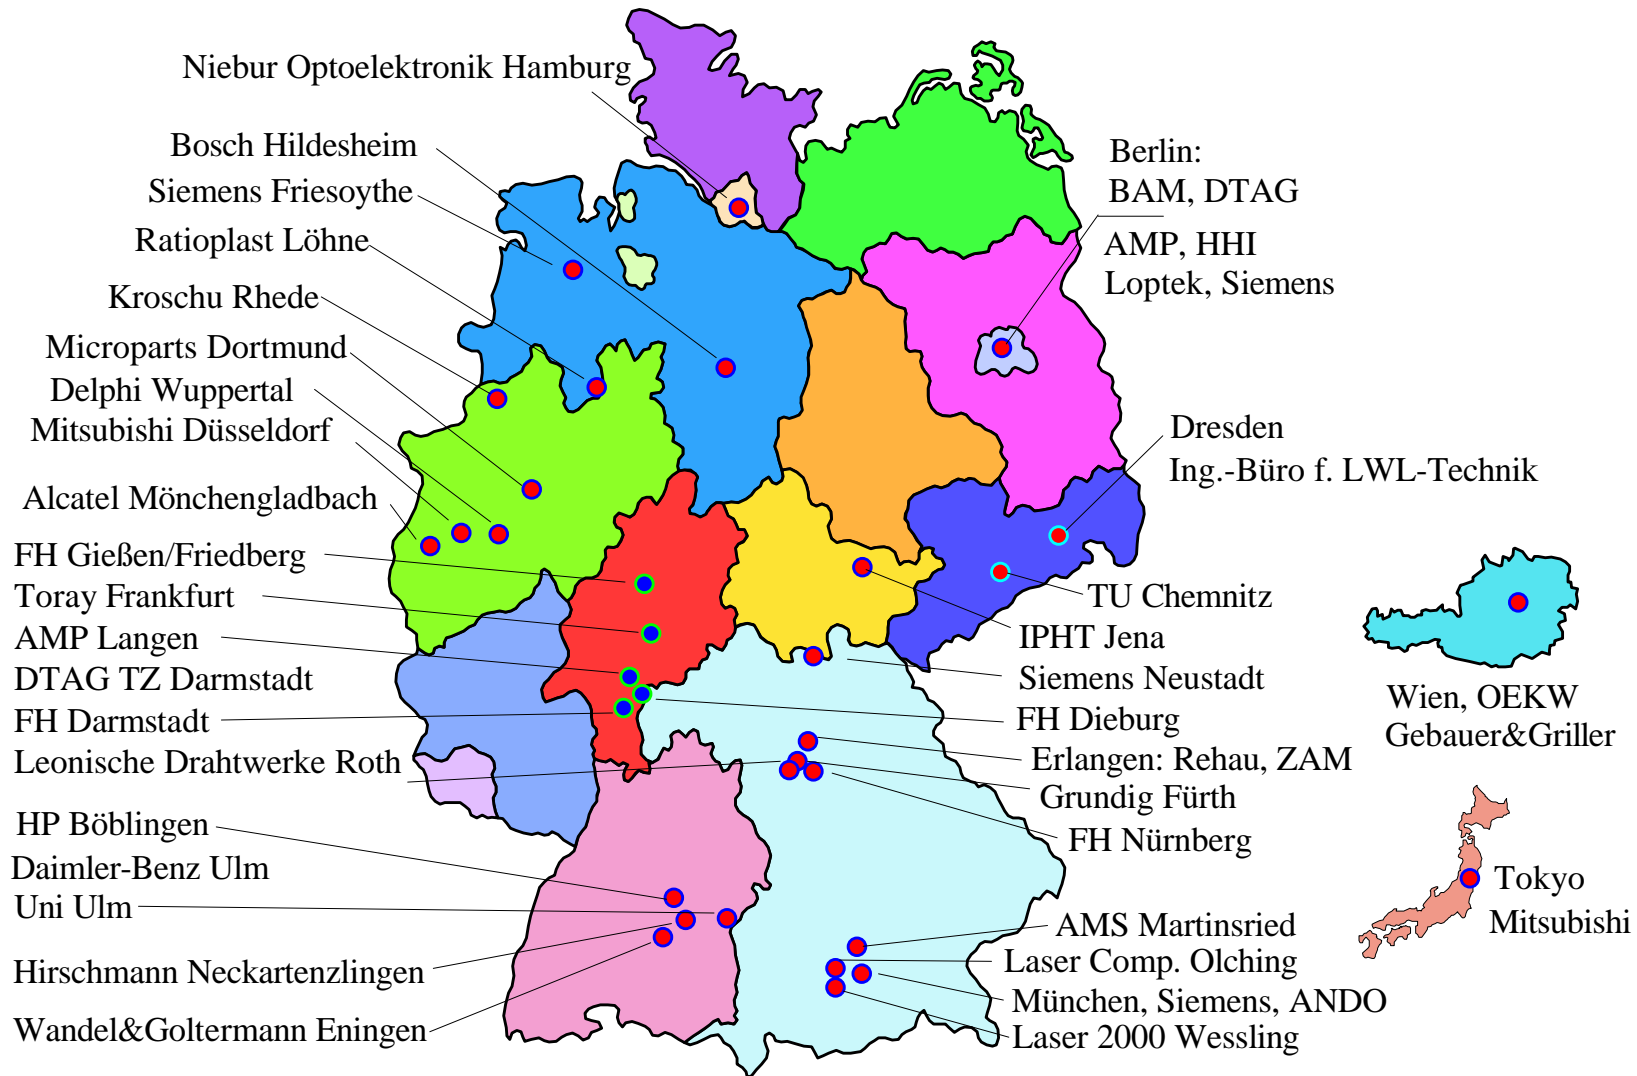 Niebur Optoelektronik Hamburg
Bosch Hildesheim
Siemens Friesoythe
Ratioplast Löhne
Kroschu Rhede
Microparts Dortmund
Delphi Wuppertal
Mitsubishi Düsseldorf
Alcatel Mönchengladbach
FH Gießen/Friedberg
Toray Frankfurt
AMP Langen
DTAG TZ Darmstadt
FH Darmstadt
Leonische Drahtwerke Roth
HP Böblingen
Daimler-Benz Ulm
Uni Ulm
Hirschmann Neckartenzlingen
Wandel&Goltermann Eningen
Berlin:
BAM, DTAG
AMP, HHI
Loptek, Siemens
Dresden
Ing.-Büro f. LWL-Technik
TU Chemnitz
IPHT Jena
Siemens Neustadt
FH Dieburg
Erlangen: Rehau, ZAM
Grundig Fürth
FH Nürnberg
AMS Martinsried
Laser Comp. Olching
München, Siemens, ANDO
Laser 2000 Wessling
Wien, OEKW
Gebauer&Griller
Tokyo
Mitsubishi